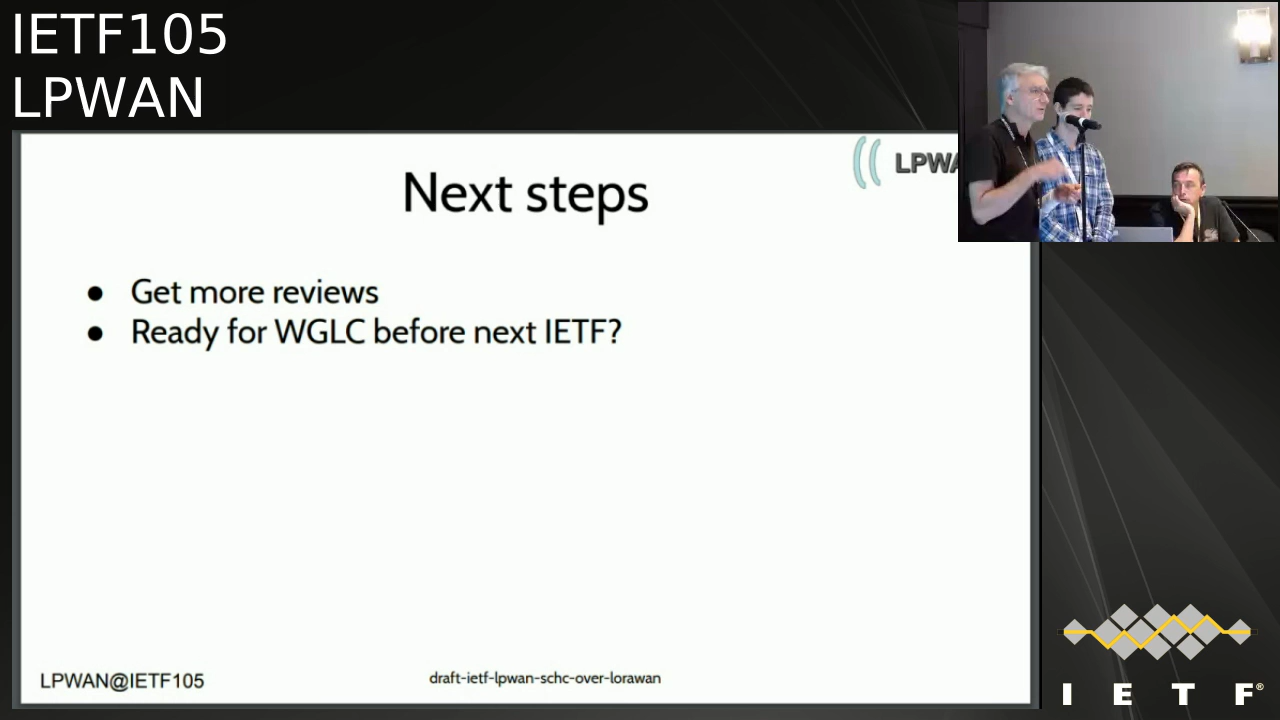 IETF105
LPWAN
LPWA
Next steps
● Get more reviews
● Ready for WGLC before next IETF?
LPWAN@IETF105
draft-ietf-lpwan-schc-over-lorawan
I E T F®